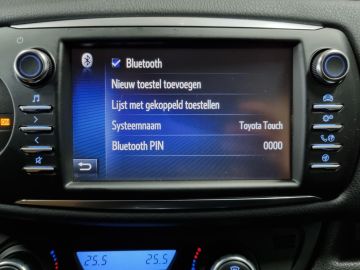 Bluetooth
Nieuw toestel toevoegen
Lijst met gekoppeld toestellen
Systeemnaam Toyota Touch
Bluetooth PIN 0000
25.5 25.5